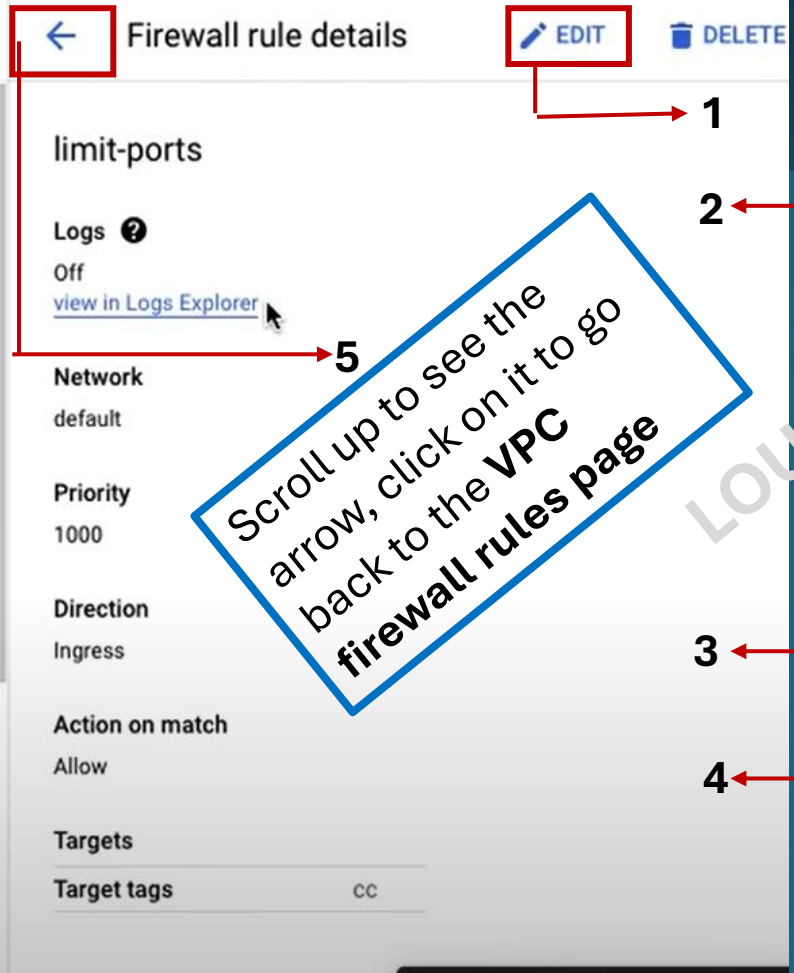 Firewall rule details
EDIT
DELETE
1
limit-ports
2
Logs ?
Off
view in Logs Explorer
5
Network
default
Scroll up to see the
arrow, click on it to go
back to the VPC
firewall rules page
Priority
1000
Direction
Ingress
3
Action on match
Allow
4
Targets
Target tags cc
LOU